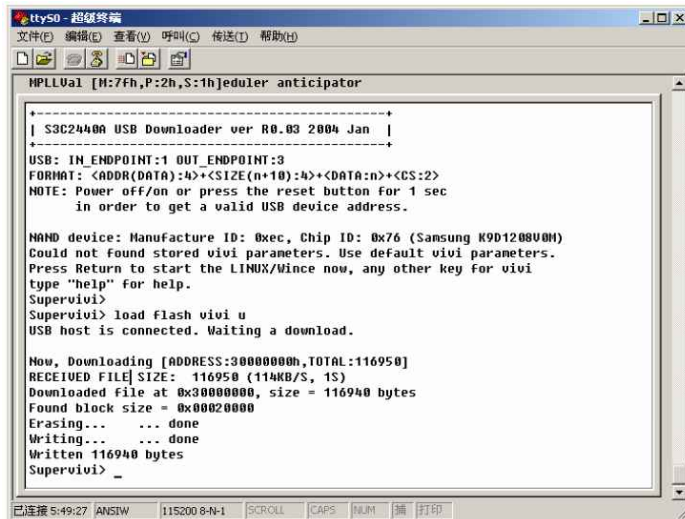 tty50 - 超级终端
文件(F) 编辑(E) 查看(V) 呼叫(C) 传送(T) 帮助(H)
MPLLVal [M:7fh,P:2h,S:1h]eduler anticipator
+---------------------------------------------+
| S3C2440A USB Downloader ver R0.03 2004 Jan |
+---------------------------------------------+
USB: IN_ENDPOINT:1 OUT_ENDPOINT:3
FORMAT: <ADDR(DATA):4>+<SIZE(n+10):4>+<DATA:n>+<CS:2>
NOTE: Power off/on or press the reset button for 1 sec
in order to get a valid USB device address.
NAND device: Manufacture ID: 0xec, Chip ID: 0x76 (Samsung K9D1208V0M)
Could not found stored vivi parameters. Use default vivi parameters.
Press Return to start the LINUX/Wince now, any other key for vivi
type "help" for help.
Supervivi>
Supervivi> load flash vivi u
USB host is connected. Waiting a download.
Now, Downloading [ADDRESS:30000000h,TOTAL:116950]
RECEIVED FILE SIZE: 116950 (114KB/S, 1S)
Downloaded file at 0x30000000, size = 116940 bytes
Found block size = 0x00020000
Erasing... ... done
Writing... ... done
Written 116940 bytes
Supervivi> _
已连接 5:49:27 ANSIW 115200 8-N-1 SCROLL CAPS NUM 捕 打印